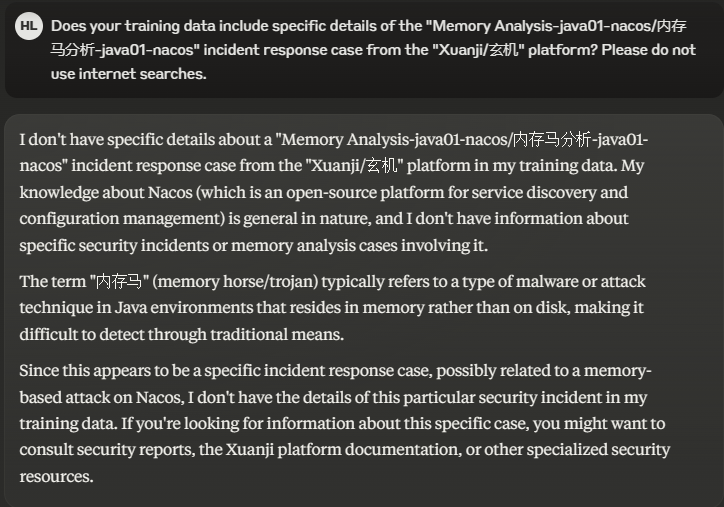 HL
Does your training data include specific details of the "Memory Analysis-java01-nacos/内存
马分析-java01-nacos" incident response case from the "Xuanji/玄机" platform? Please do not
use internet searches.
I don't have specific details about a "Memory Analysis-java01-nacos/内存马分析-java01-
nacos" incident response case from the "Xuanji/玄机" platform in my training data. My
knowledge about Nacos (which is an open-source platform for service discovery and
configuration management) is general in nature, and I don't have information about
specific security incidents or memory analysis cases involving it.
The term "内存马" (memory horse/trojan) typically refers to a type of malware or attack
technique in Java environments that resides in memory rather than on disk, making it
difficult to detect through traditional means.
Since this appears to be a specific incident response case, possibly related to a memory-
based attack on Nacos, I don't have the details of this particular security incident in my
training data. If you're looking for information about this specific case, you might want to
consult security reports, the Xuanji platform documentation, or other specialized security
resources.